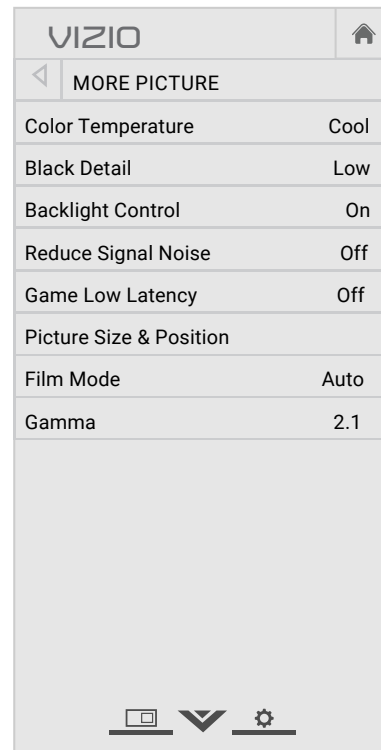 VIZIO
MORE PICTURE
Color Temperature Cool
Black Detail Low
Backlight Control On
Reduce Signal Noise Off
Game Low Latency Off
Picture Size & Position
Film Mode Auto
Gamma 2.1